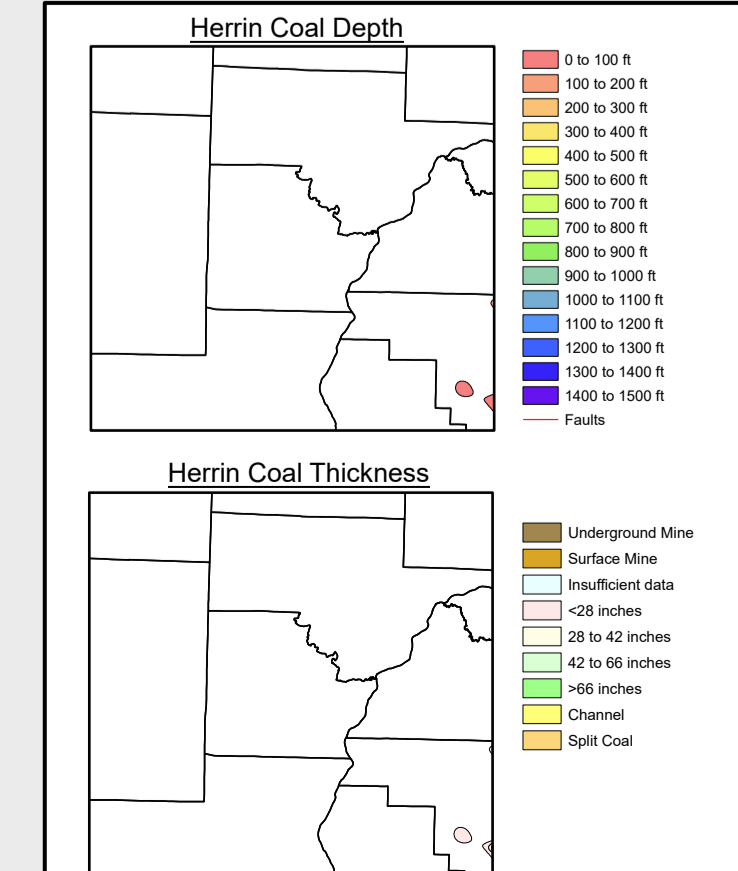 Herrin Coal Depth
0 to 100 ft
100 to 200 ft
200 to 300 ft
300 to 400 ft
400 to 500 ft
500 to 600 ft
600 to 700 ft
700 to 800 ft
800 to 900 ft
900 to 1000 ft
1000 to 1100 ft
1100 to 1200 ft
1200 to 1300 ft
1300 to 1400 ft
1400 to 1500 ft
Faults
Herrin Coal Thickness
Underground Mine
Surface Mine
Insufficient data
<28 inches
28 to 42 inches
42 to 66 inches
>66 inches
Channel
Split Coal